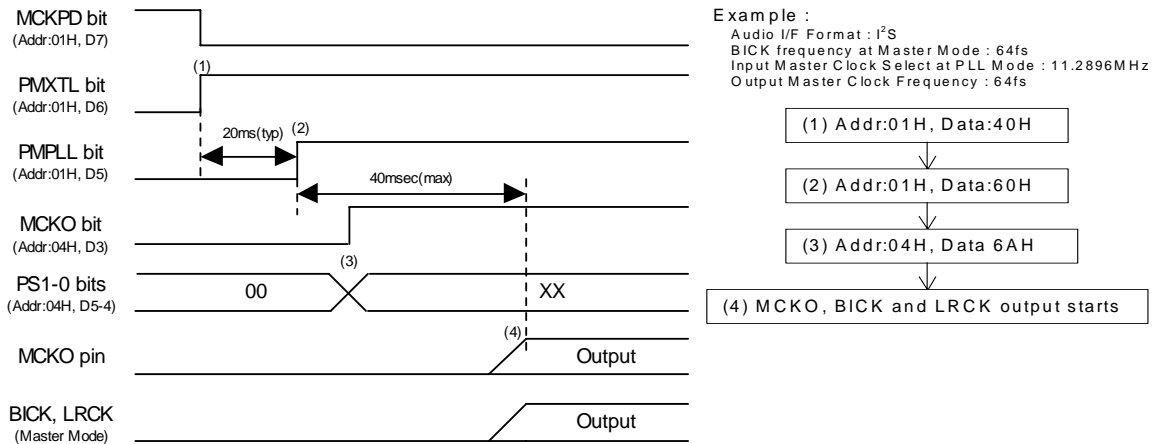 MCKPD bit
(Addr:01H, D7)
(1)
PMXTL bit
(Addr:01H, D6)
20ms(typ) (2)
PMPLL bit
(Addr:01H, D5)
40msec(max)
MCKO bit
(Addr:04H, D3)
(3)
PS1-0 bits
(Addr:04H, D5-4)
00
XX
(4)
MCKO pin
Output
BICK, LRCK
(Master Mode)
Output
Example :
Audio I/F Format : I²S
BICK frequency at Master Mode : 64fs
Input Master Clock Select at PLL Mode : 11.2896MHz
Output Master Clock Frequency : 64fs
(1) Addr:01H, Data:40H
(2) Addr:01H, Data:60H
(3) Addr:04H, Data 6AH
(4) MCKO, BICK and LRCK output starts